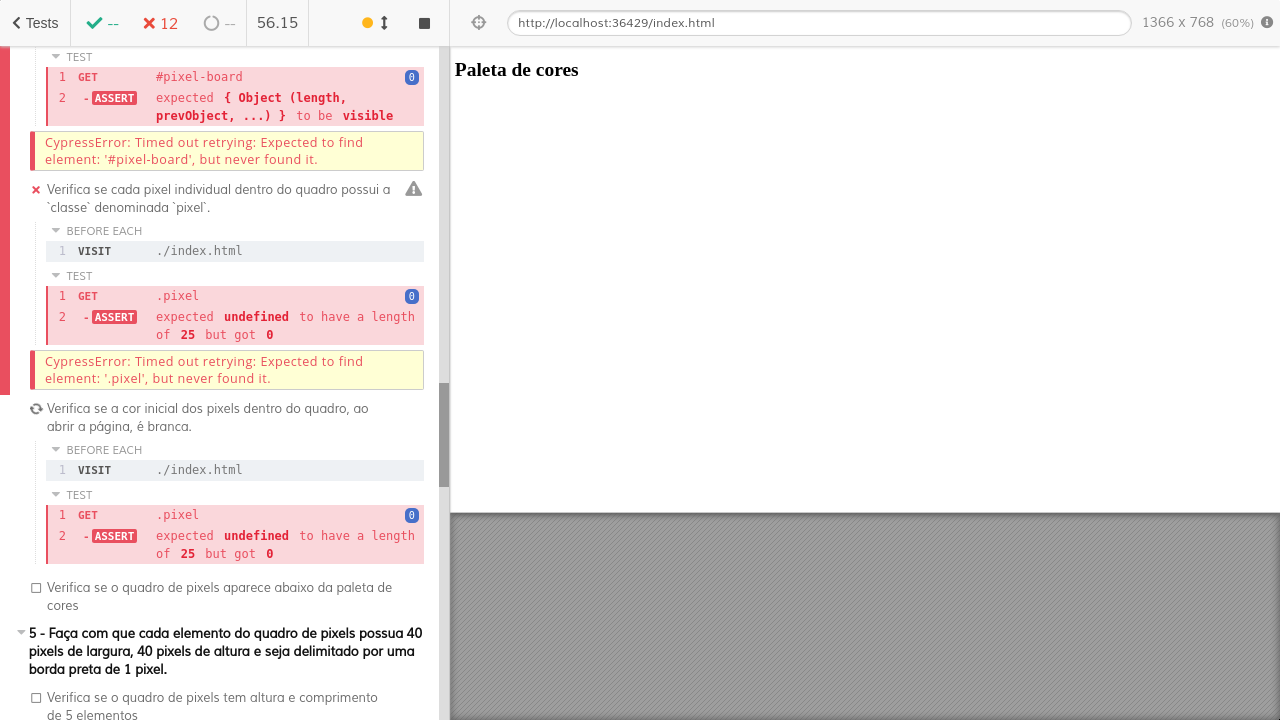 Tests -- 12 -- 56.15 http://localhost:36429/index.html 1366 x 768 (60%)
TEST
1 GET #pixel-board 0
2 -ASSERT expected { Object (length,
prevObject, ...) } to be visible
CypressError: Timed out retrying: Expected to find
element: '#pixel-board', but never found it.
Verifica se cada pixel individual dentro do quadro possui a
`classe` denominada `pixel`.
BEFORE EACH
1 VISIT ./index.html
TEST
1 GET .pixel 0
2 -ASSERT expected undefined to have a length
of 25 but got 0
CypressError: Timed out retrying: Expected to find
element: '.pixel', but never found it.
Verifica se a cor inicial dos pixels dentro do quadro, ao
abrir a página, é branca.
BEFORE EACH
1 VISIT ./index.html
TEST
1 GET .pixel 0
2 -ASSERT expected undefined to have a length
of 25 but got 0
Verifica se o quadro de pixels aparece abaixo da paleta de
cores
5 - Faça com que cada elemento do quadro de pixels possua 40
pixels de largura, 40 pixels de altura e seja delimitado por uma
borda preta de 1 pixel.
Verifica se o quadro de pixels tem altura e comprimento
de 5 elementos
Paleta de cores